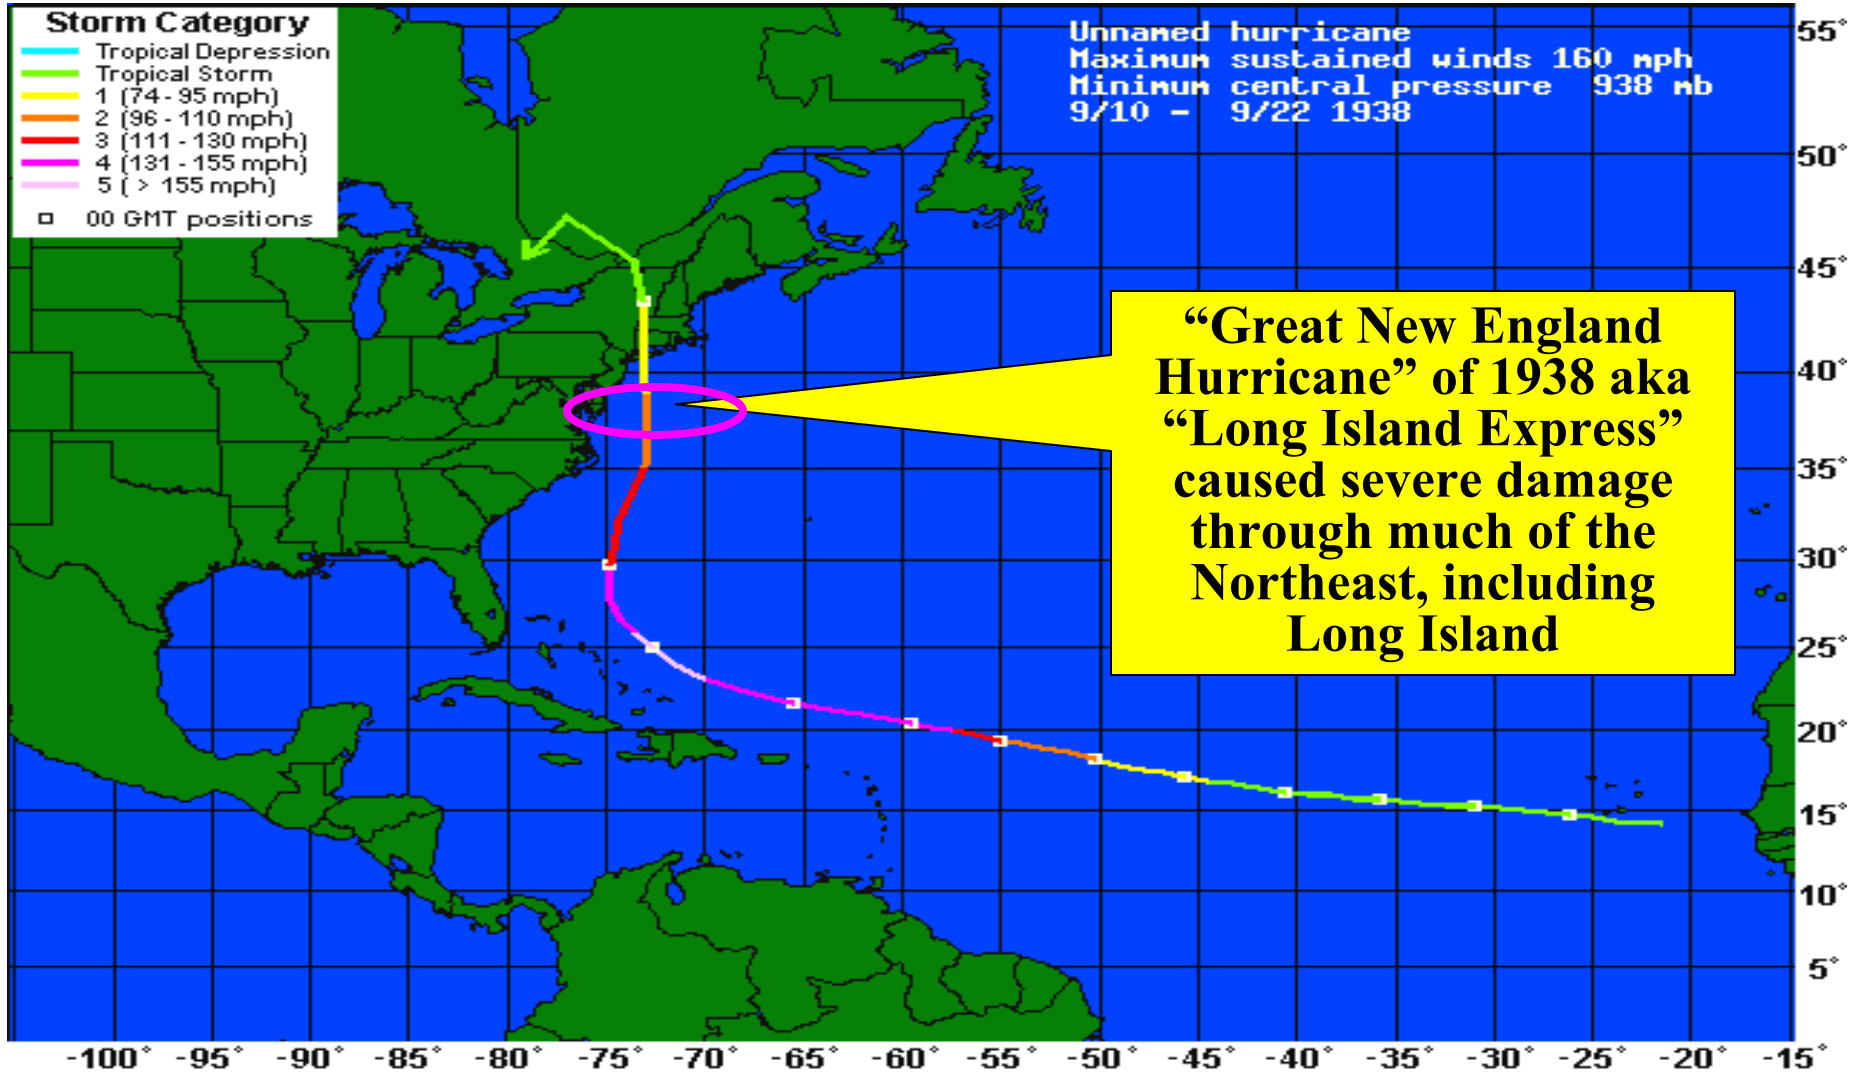 Storm Category
Tropical Depression
Tropical Storm
1 (74 - 95 mph)
2 (96 - 110 mph)
3 (111 - 130 mph)
4 (131 - 155 mph)
5 ( > 155 mph)
00 GMT positions
Unnamed hurricane
Maximum sustained winds 160 mph
Minimum central pressure 938 mb
9/10 - 9/22 1938
“Great New England
Hurricane” of 1938 aka
“Long Island Express”
caused severe damage
through much of the
Northeast, including
Long Island
55°
50°
45°
40°
35°
30°
25°
20°
15°
10°
5°
-100° -95° -90° -85° -80° -75° -70° -65° -60° -55° -50° -45° -40° -35° -30° -25° -20° -15°